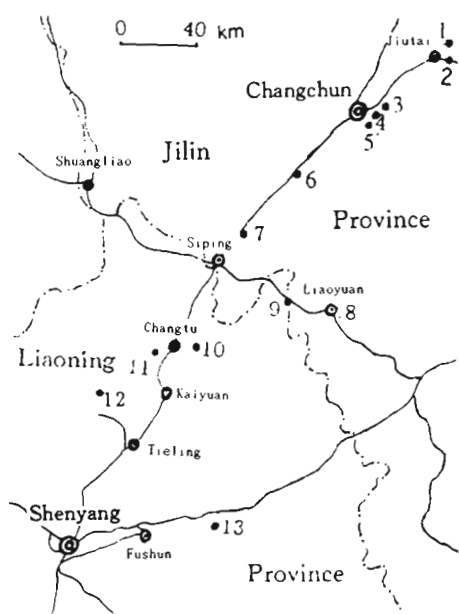 0 40 km
1
Jiutai
2
Changchun
3
4
5
Jilin
Shuangliao
6
Province
7
Siping
Liaoyuan
9
8
Changtu
10
11
Liaoning
12
Kaiyuan
Tieling
Shenyang
13
Fushun
Province